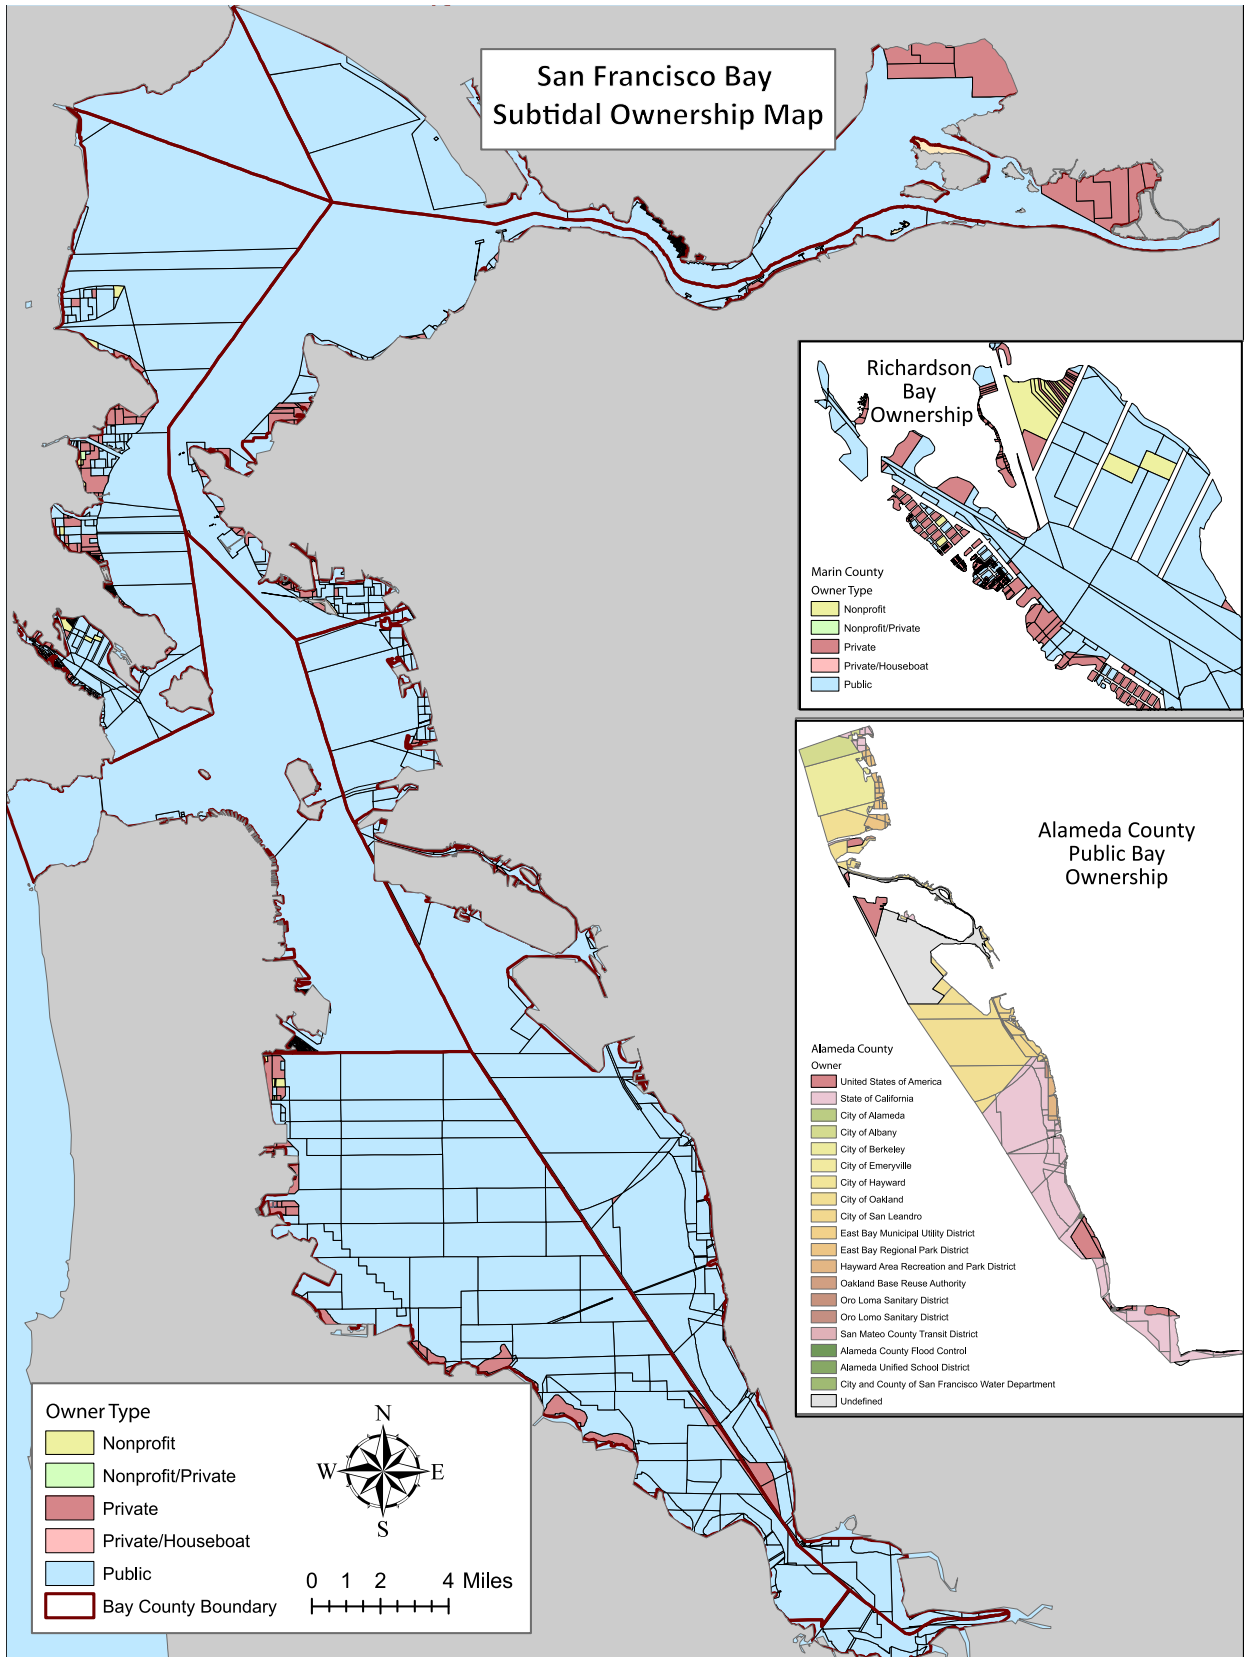 San Francisco Bay
Subtidal Ownership Map
Richardson
Bay
Ownership
Marin County
Owner Type
Nonprofit
Nonprofit/Private
Private
Private/Houseboat
Public
Alameda County
Public Bay
Ownership
Alameda County
Owner
United States of America
State of California
City of Alameda
City of Albany
City of Berkeley
City of Emeryville
City of Hayward
City of Oakland
City of San Leandro
East Bay Municipal Utility District
East Bay Regional Park District
Hayward Area Recreation and Park District
Oakland Base Reuse Authority
Oro Loma Sanitary District
Oro Lomo Sanitary District
San Mateo County Transit District
Alameda County Flood Control
Alameda Unified School District
City and County of San Francisco Water Department
Undefined
Owner Type
Nonprofit
Nonprofit/Private
Private
Private/Houseboat
Public
Bay County Boundary
N
W E
S
0 1 2 4 Miles